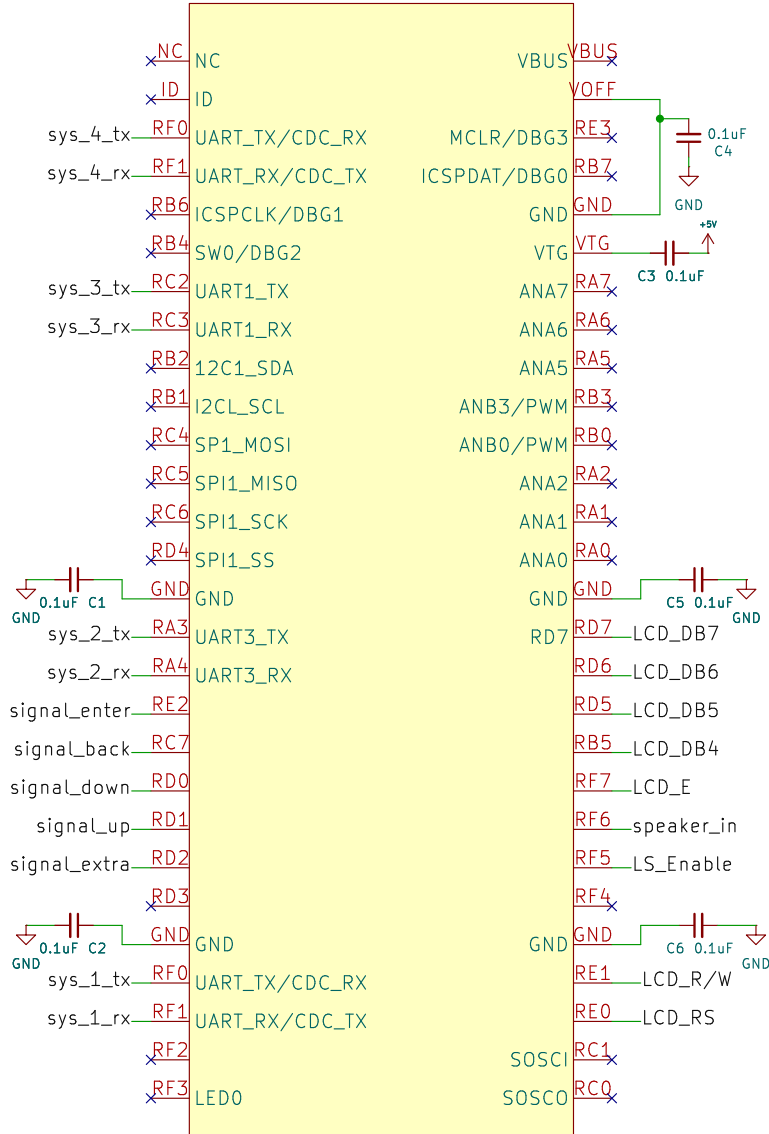 NC NC VBUS VBUS
ID ID VOFF
sys_4_tx RF0 UART_TX/CDC_RX MCLR/DBG3 RE3 0.1uF
C4
sys_4_rx RF1 UART_RX/CDC_TX ICSPDAT/DBG0 RB7
GND
RB6 ICSPCLK/DBG1 GND GND
+5V
RB4 SW0/DBG2 VTG VTG
C3 0.1uF
sys_3_tx RC2 UART1_TX ANA7 RA7
sys_3_rx RC3 UART1_RX ANA6 RA6
RB2 12C1_SDA ANA5 RA5
RB1 I2CL_SCL ANB3/PWM RB3
RC4 SP1_MOSI ANB0/PWM RB0
RC5 SPI1_MISO ANA2 RA2
RC6 SPI1_SCK ANA1 RA1
RD4 SPI1_SS ANA0 RA0
GND 0.1uF C1 GND GND GND GND C5 0.1uF GND
sys_2_tx RA3 UART3_TX RD7 RD7 LCD_DB7
sys_2_rx RA4 UART3_RX RD6 LCD_DB6
signal_enter RE2 RD5 LCD_DB5
signal_back RC7 RB5 LCD_DB4
signal_down RD0 RF7 LCD_E
signal_up RD1 RF6 speaker_in
signal_extra RD2 RF5 LS_Enable
RD3 RF4
GND 0.1uF C2 GND GND GND GND C6 0.1uF GND
sys_1_tx RF0 UART_TX/CDC_RX RE1 LCD_R/W
sys_1_rx RF1 UART_RX/CDC_TX RE0 LCD_RS
RF2 SOSCI RC1
RF3 LED0 SOSCO RC0